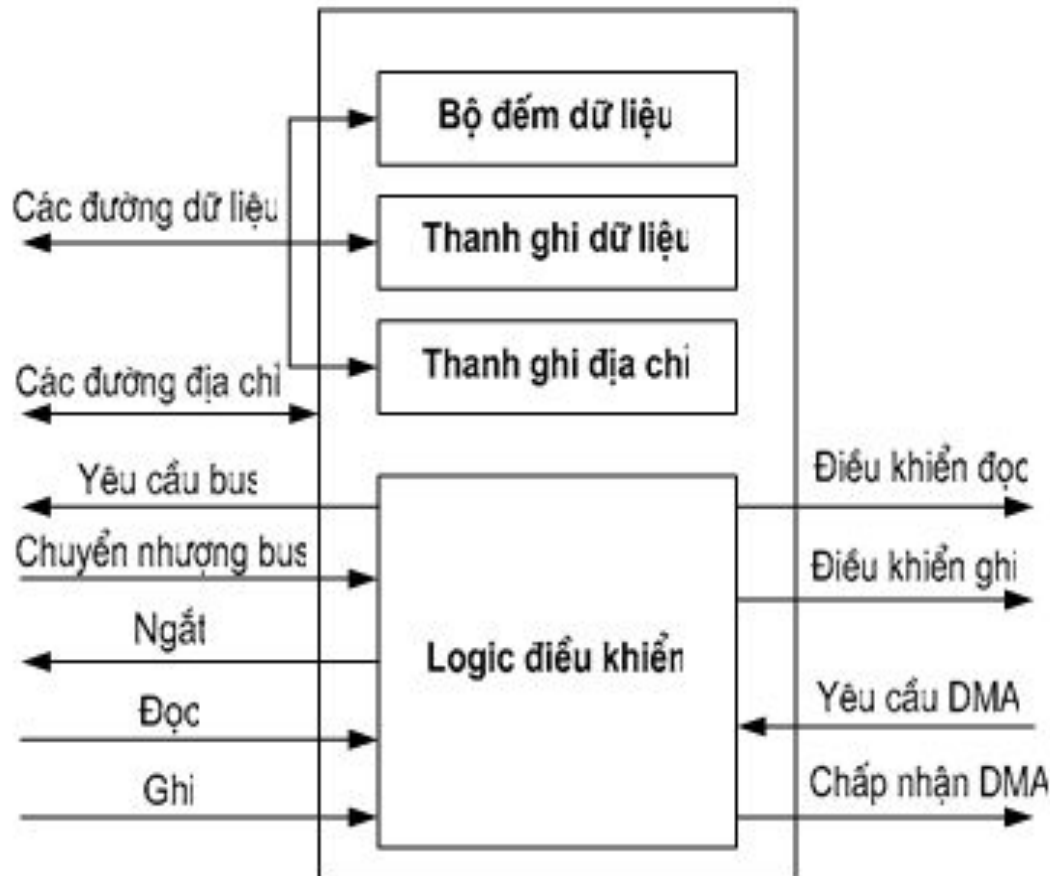 Bộ đếm dữ liệu
Các đường dữ liệu
Thanh ghi dữ liệu
Thanh ghi địa chỉ
Các đường địa chỉ
Yêu cầu bus
Điều khiển đọc
Chuyển nhượng bus
Điều khiển ghi
Ngắt
Logic điều khiển
Đọc
Yêu cầu DMA
Ghi
Chấp nhận DMA